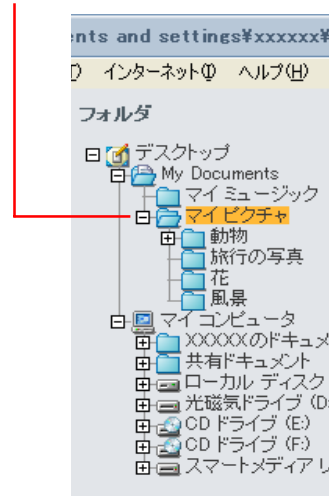 ents and settings¥xxxxxx¥
インターネット(I) ヘルプ(H)
フォルダ
デスクトップ
My Documents
マイ ミュージック
マイ ピクチャ
動物
旅行の写真
花
風景
マイ コンピュータ
XXXXXのドキュメ
共有ドキュメント
ローカル ディスク
光磁気ドライブ (D:
CD ドライブ (E:)
CD ドライブ (F:)
スマートメディア